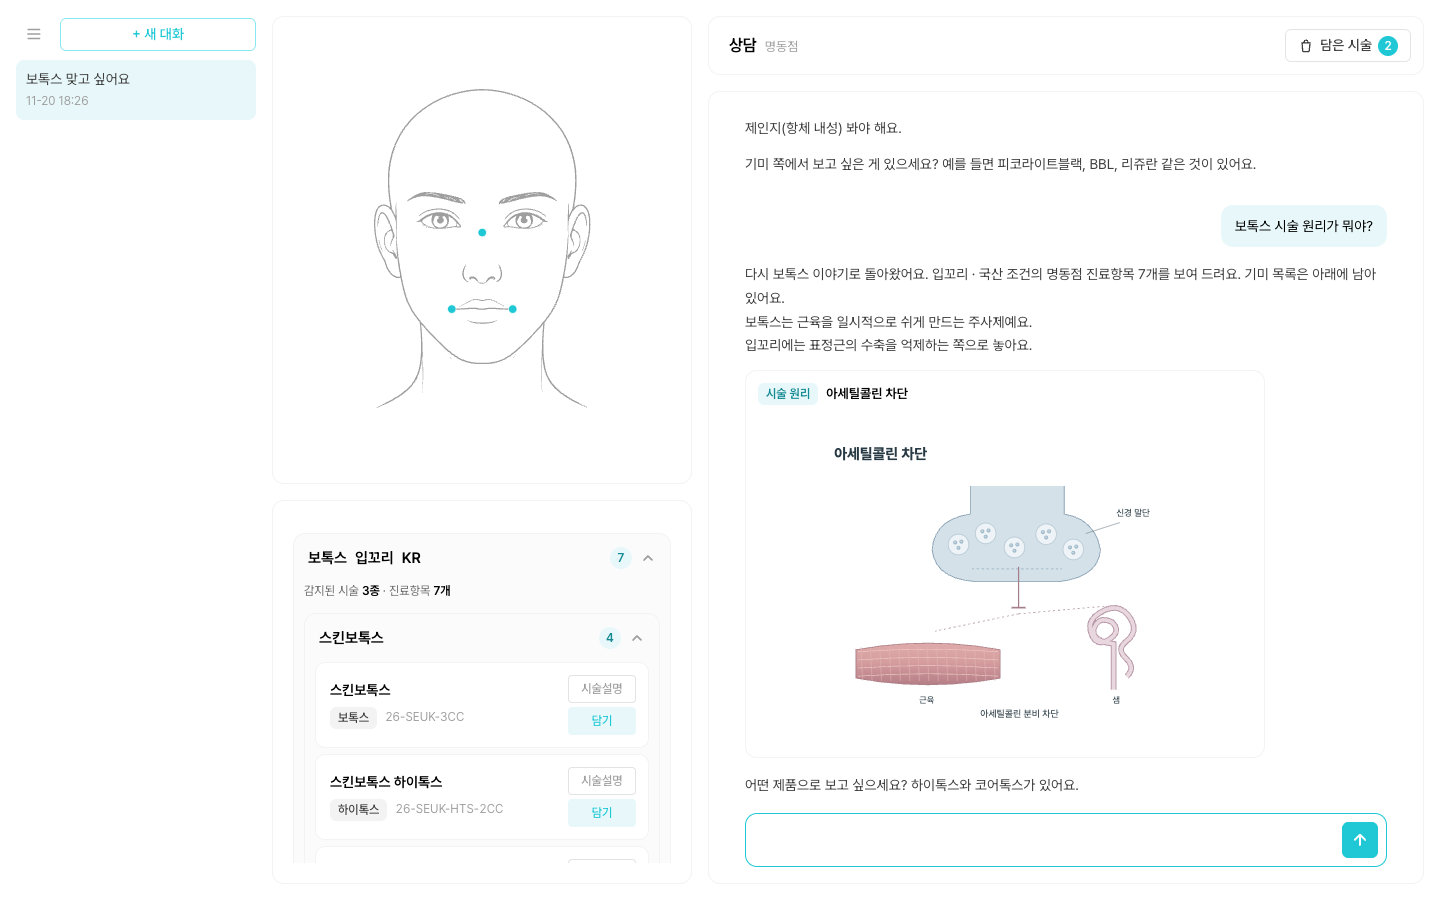 + 새 대화
보톡스 맞고 싶어요
11-20 18:26
보톡스 입꼬리 KR
7
감지된 시술 3종 · 진료항목 7개
스킨보톡스
4
스킨보톡스
시술설명
보톡스 26-SEUK-3CC
담기
스킨보톡스 하이톡스
시술설명
하이톡스 26-SEUK-HTS-2CC
담기
상담 명동점
담은 시술 2
제인지(항체 내성) 봐야 해요.
기미 쪽에서 보고 싶은 게 있으세요? 예를 들면 피코라이트블랙, BBL, 리쥬란 같은 것이 있어요.
보톡스 시술 원리가 뭐야?
다시 보톡스 이야기로 돌아왔어요. 입꼬리 · 국산 조건의 명동점 진료항목 7개를 보여 드려요. 기미 목록은 아래에 남아
있어요.
보톡스는 근육을 일시적으로 쉬게 만드는 주사제예요.
입꼬리에는 표정근의 수축을 억제하는 쪽으로 놓아요.
시술 원리 아세틸콜린 차단
아세틸콜린 차단
신경 말단
근육
샘
아세틸콜린 분비 차단
어떤 제품으로 보고 싶으세요? 하이톡스와 코어톡스가 있어요.